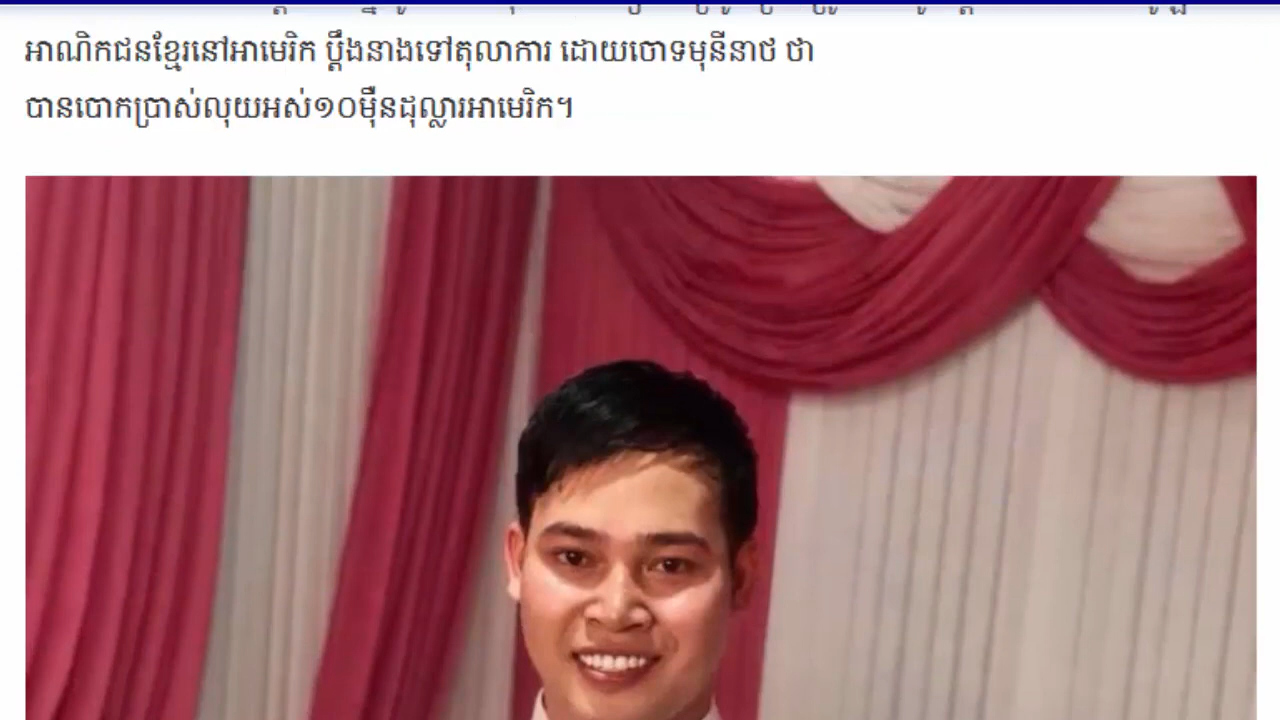 អាណិកជនខ្មែរនៅអាមេរិក ប្តឹងនាងទៅតុលាការ ដោយចោទមុនីនាថ ថា
បានបោកប្រាស់លុយអស់១០ម៉ឺនដុល្លារអាមេរិក។